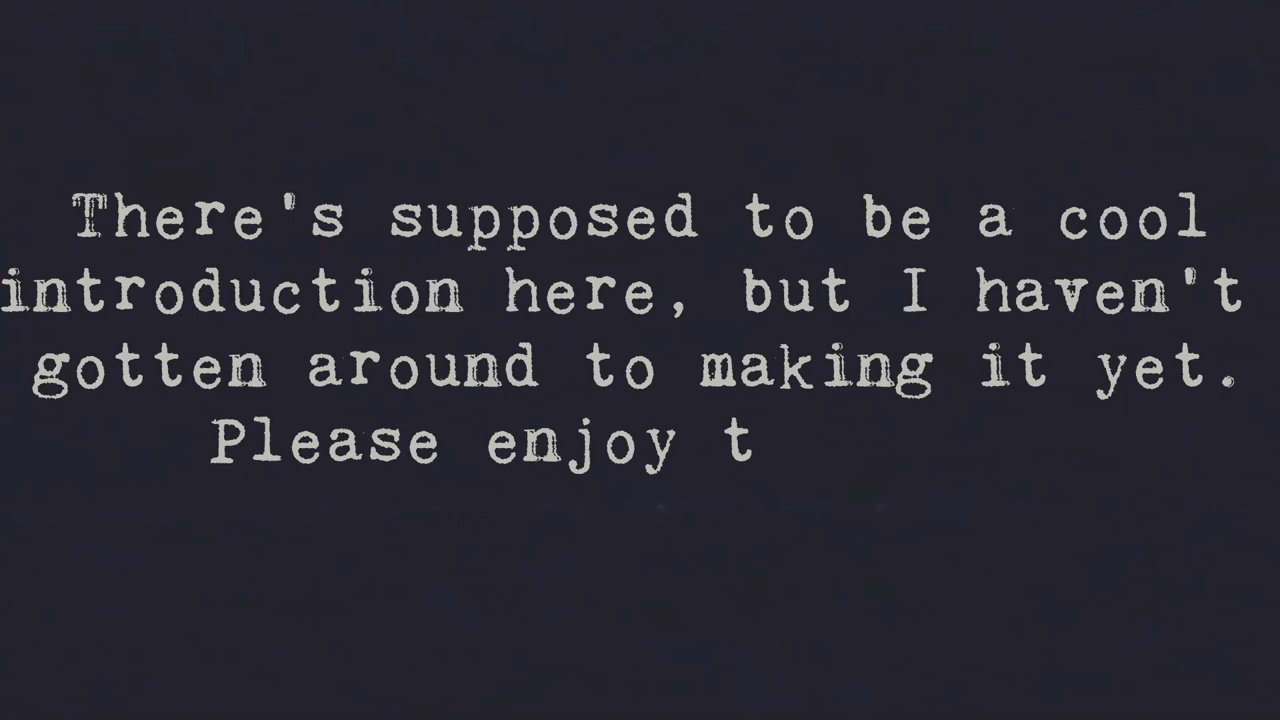 There's supposed to be a cool
introduction here, but I haven't
gotten around to making it yet.
Please enjoy t